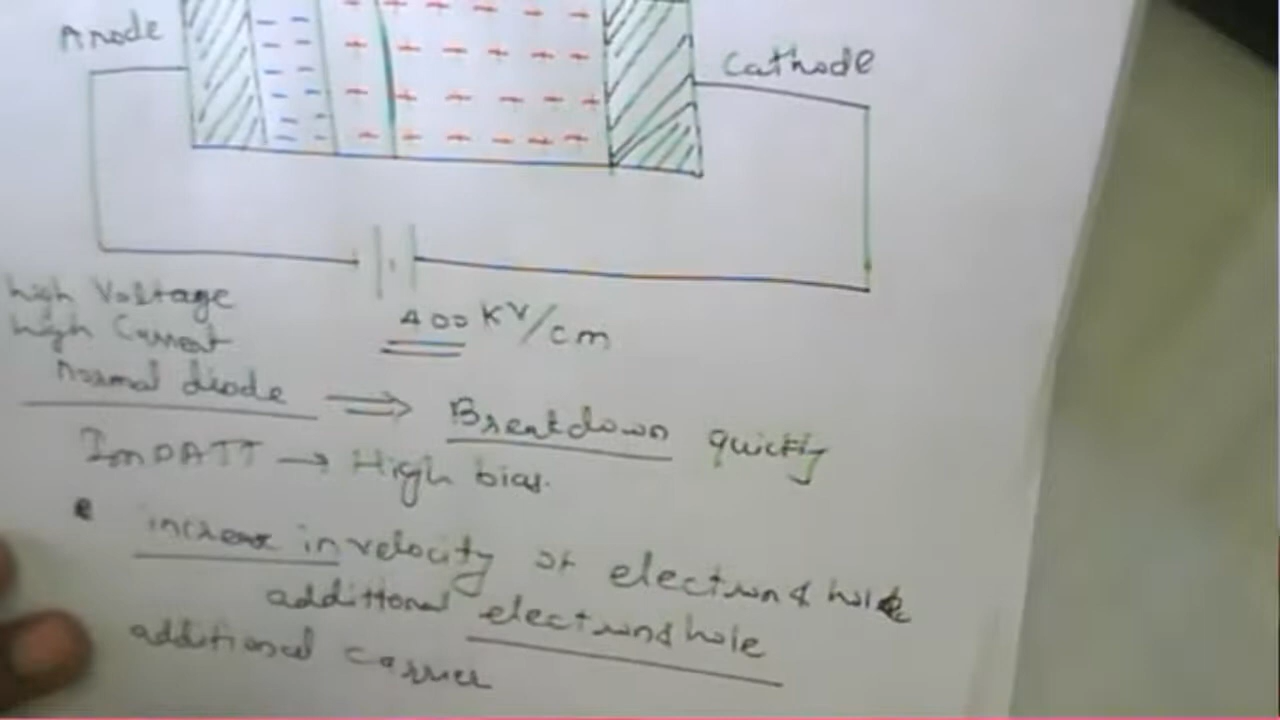 Anode
Cathode
400 KV/cm
high Voltage
high Current
Normal diode ⇒ Breakdown quickly
ImPATT → High bias.
increase in velocity of electron & hole
additional electron & hole
additional carrier